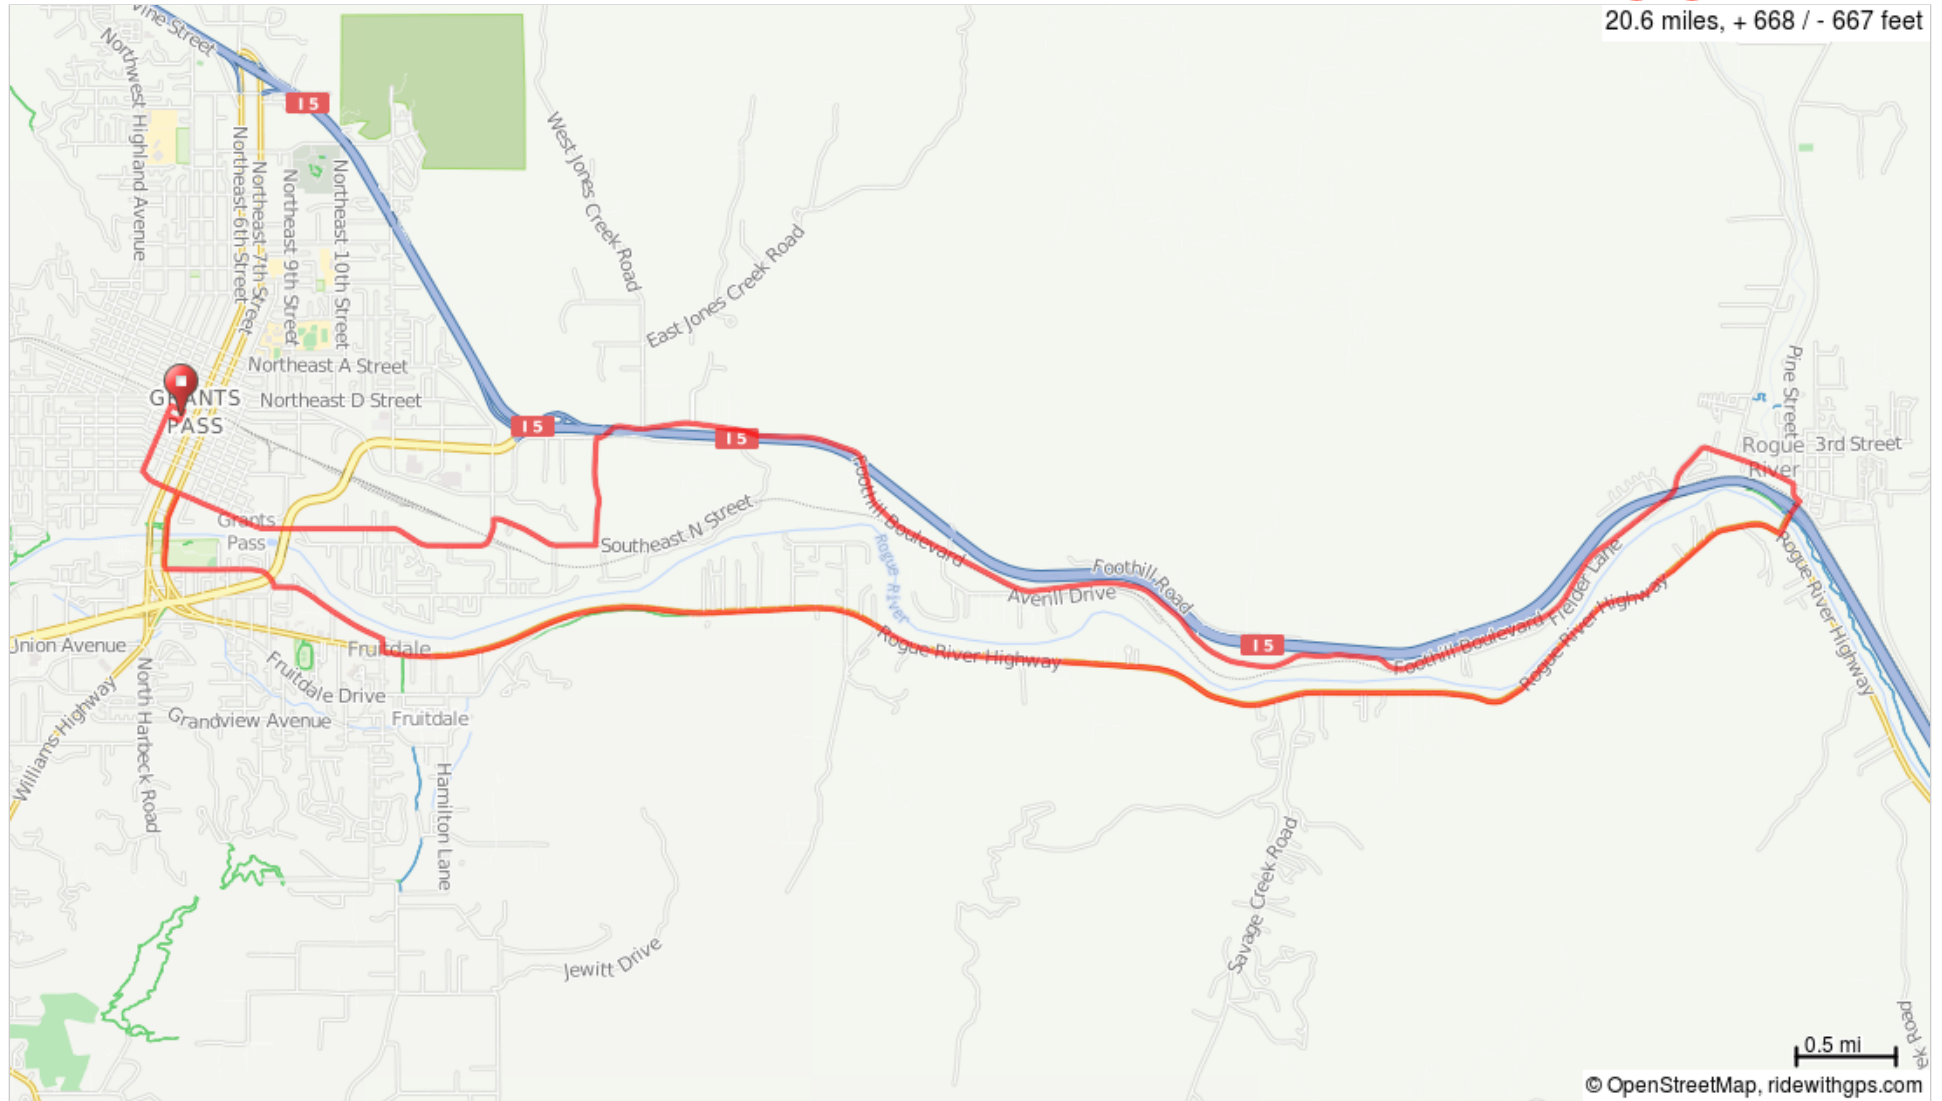 20.6 miles, + 668 / - 667 feet
Vine Street
I 5
Northwest Highland Avenue
Northeast 6th Street
Northeast 7th Street
Northeast 9th Street
Northeast 10th Street
West Jones Creek Road
East Jones Creek Road
Northeast A Street
Northeast D Street
GRANTS
PASS
I 5
I 5
Pine Street
Rogue
River
3rd Street
Foothill Boulevard
Grants
Pass
Southeast N Street
Rogue River
Foothill Road
Averill Drive
Fielder Lane
Foothill Boulevard
I 5
Rogue River Highway
Rogue River Highway
Rogue River Highway
Union Avenue
Fruitdale
Fruitdale Drive
Grandview Avenue
Fruitdale
Williams Highway
North Harbeck Road
Hamilton Lane
Savage Creek Road
Jewitt Drive
ek Road
0.5 mi
© OpenStreetMap, ridewithgps.com